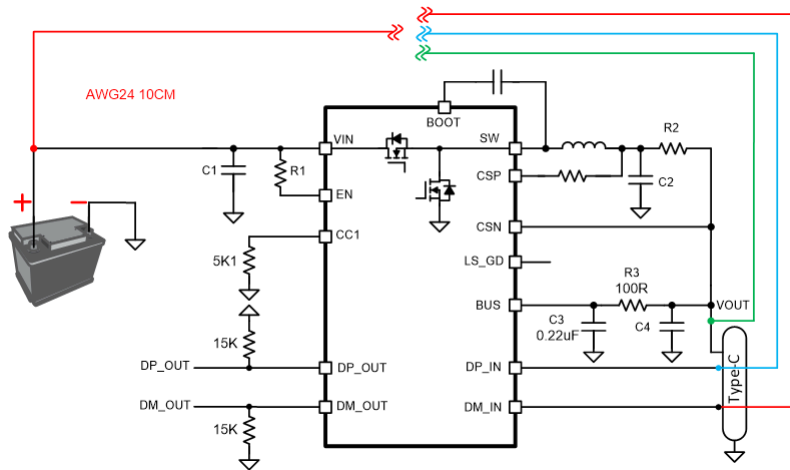 AWG24 10CM
BOOT
VIN
SW
R2
C1
R1
CSP
C2
EN
+
-
CC1
CSN
5K1
LS_GD
R3
100R
BUS
VOUT
C3
0.22uF
C4
15K
DP_OUT
DP_OUT
DP_IN
Type-C
DM_OUT
DM_OUT
DM_IN
15K